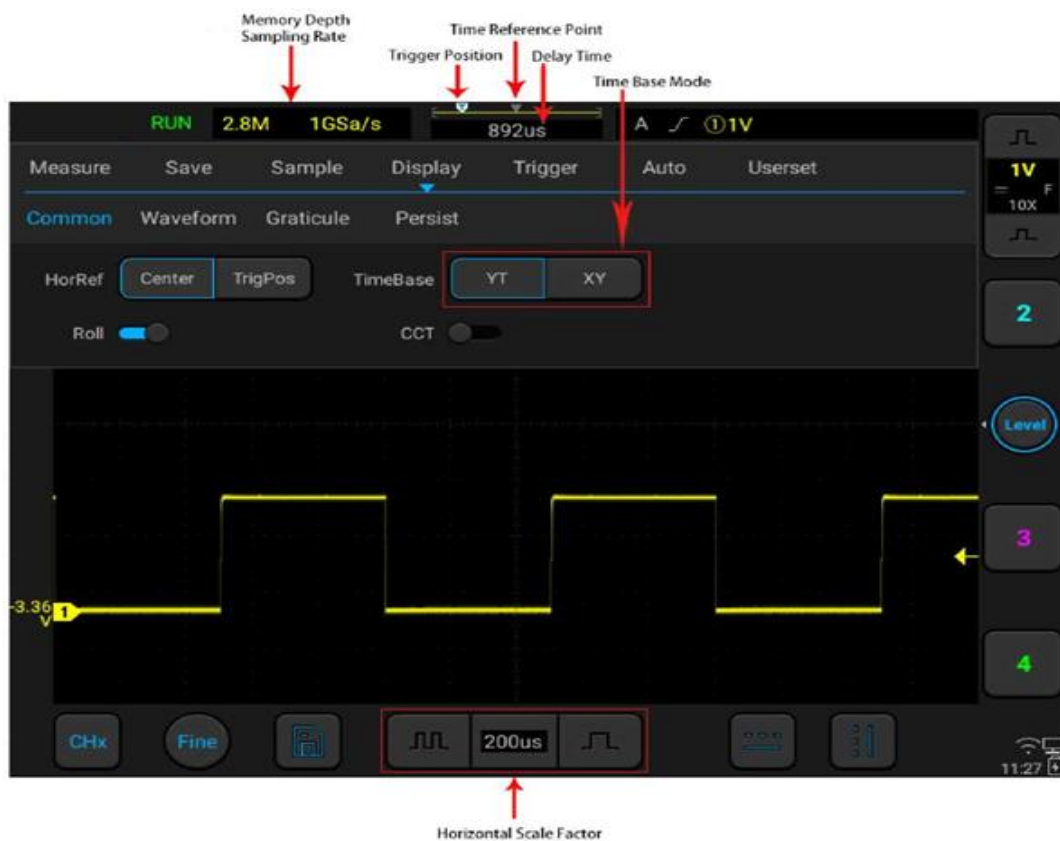 Memory Depth
Sampling Rate
Time Reference Point
Trigger Position
Delay Time
Time Base Mode
RUN 2.8M 1GSa/s
T
892us
A ①1V
Measure Save Sample Display Trigger Auto Userset
1V
F
10X
Common Waveform Graticule Persist
HorRef Center TrigPos TimeBase YT XY
2
Roll CCT
Level
3
-3.36
V
1
4
CHx Fine 200us
11:27
Horizontal Scale Factor